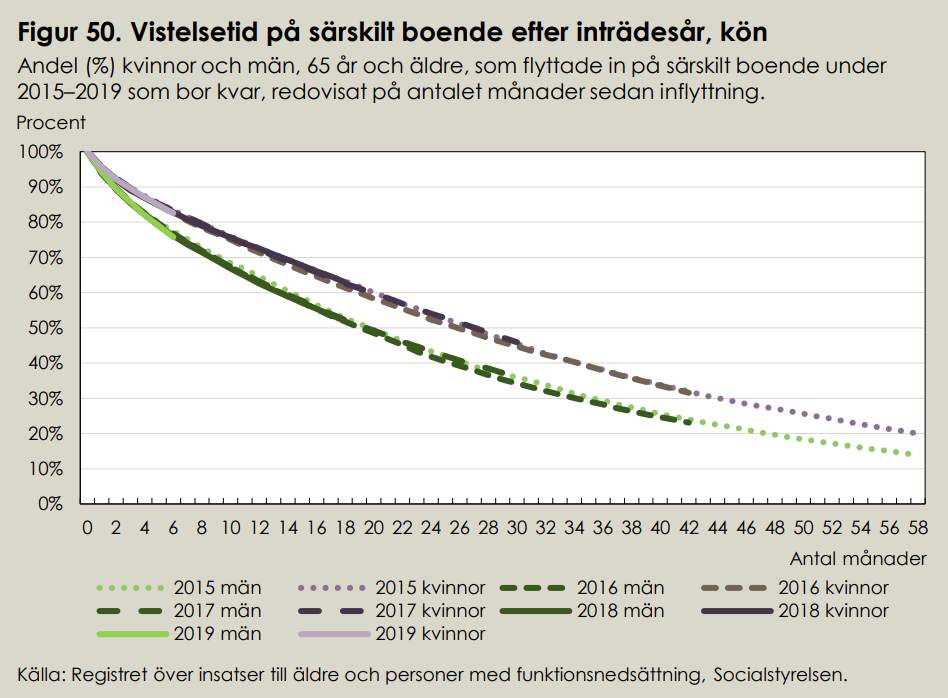 Figur 50. Vistelsetid på särskilt boende efter inträdesår, kön
Andel (%) kvinnor och män, 65 år och äldre, som flyttade in på särskilt boende under
2015–2019 som bor kvar, redovisat på antalet månader sedan inflyttning.
Procent
100%
90%
80%
70%
60%
50%
40%
30%
20%
10%
0%
0 2 4 6 8 10 12 14 16 18 20 22 24 26 28 30 32 34 36 38 40 42 44 46 48 50 52 54 56 58
Antal månader
2015 män 2015 kvinnor 2016 män 2016 kvinnor
2017 män 2017 kvinnor 2018 män 2018 kvinnor
2019 män 2019 kvinnor
Källa: Registret över insatser till äldre och personer med funktionsnedsättning, Socialstyrelsen.